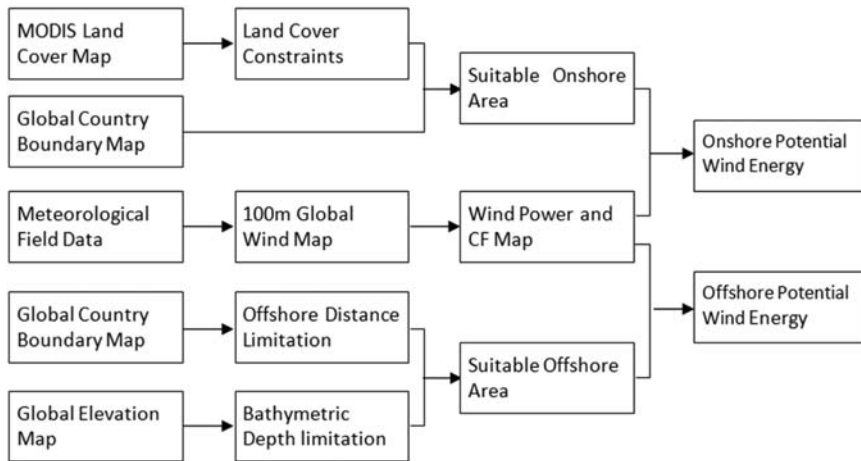 MODIS Land
Cover Map
Land Cover
Constraints
Global Country
Boundary Map
Suitable Onshore
Area
Onshore Potential
Wind Energy
Meteorological
Field Data
100m Global
Wind Map
Wind Power and
CF Map
Offshore Potential
Wind Energy
Global Country
Boundary Map
Offshore Distance
Limitation
Suitable Offshore
Area
Global Elevation
Map
Bathymetric
Depth limitation